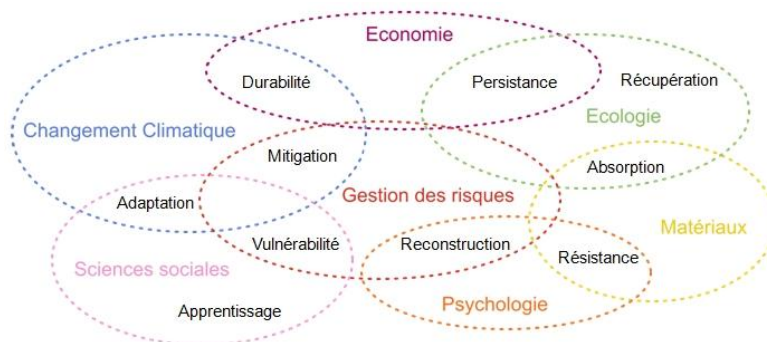 Economie
Durabilité
Persistance
Récupération
Ecologie
Changement Climatique
Mitigation
Absorption
Gestion des risques
Adaptation
Matériaux
Vulnérabilité
Reconstruction
Résistance
Sciences sociales
Psychologie
Apprentissage